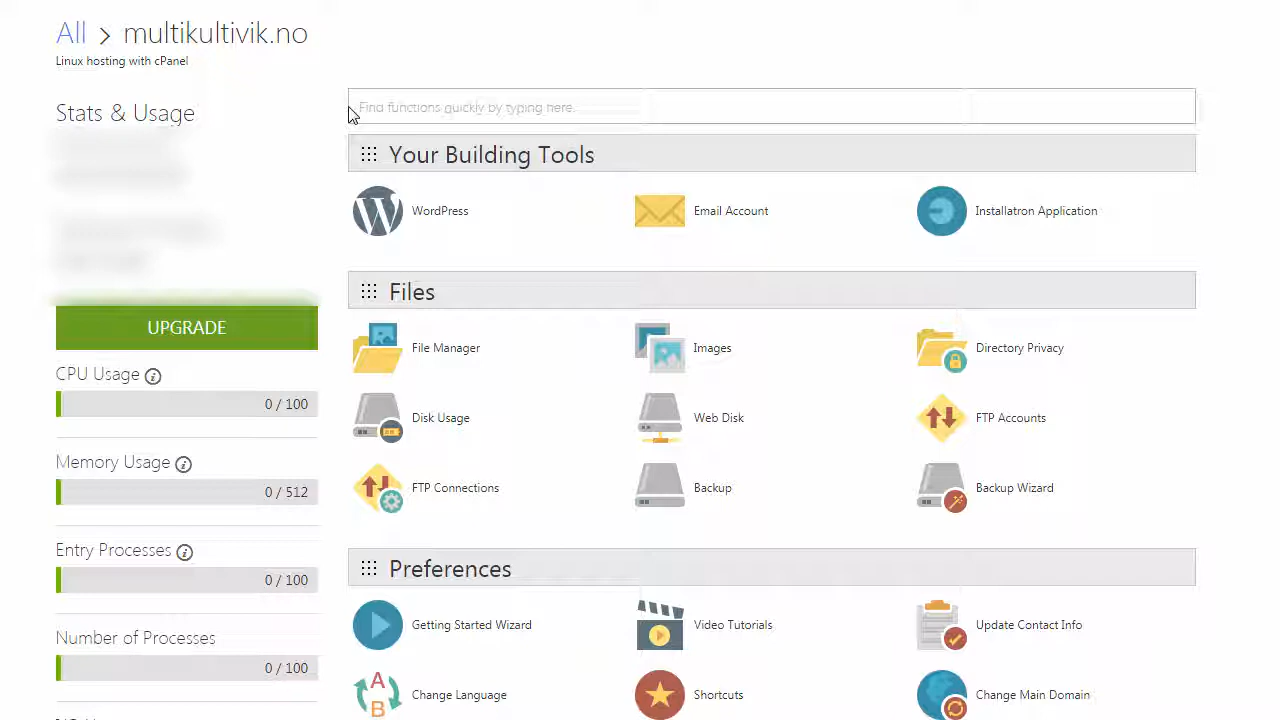 All > multikultivik.no
Linux hosting with cPanel
Stats & Usage
UPGRADE
CPU Usage
0 / 100
Memory Usage
0 / 512
Entry Processes
0 / 100
Number of Processes
0 / 100
Find functions quickly by typing here.
Your Building Tools
WordPress
Email Account
Installatron Application
Files
File Manager
Images
Directory Privacy
Disk Usage
Web Disk
FTP Accounts
FTP Connections
Backup
Backup Wizard
Preferences
Getting Started Wizard
Video Tutorials
Update Contact Info
Change Language
Shortcuts
Change Main Domain